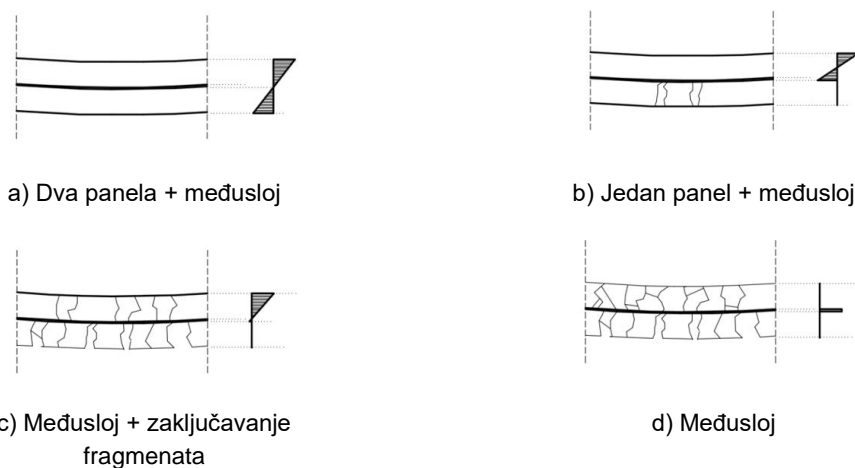 a) Dva panela + međusloj
b) Jedan panel + međusloj
c) Međusloj + zaključavanje
fragmenata
d) Međusloj